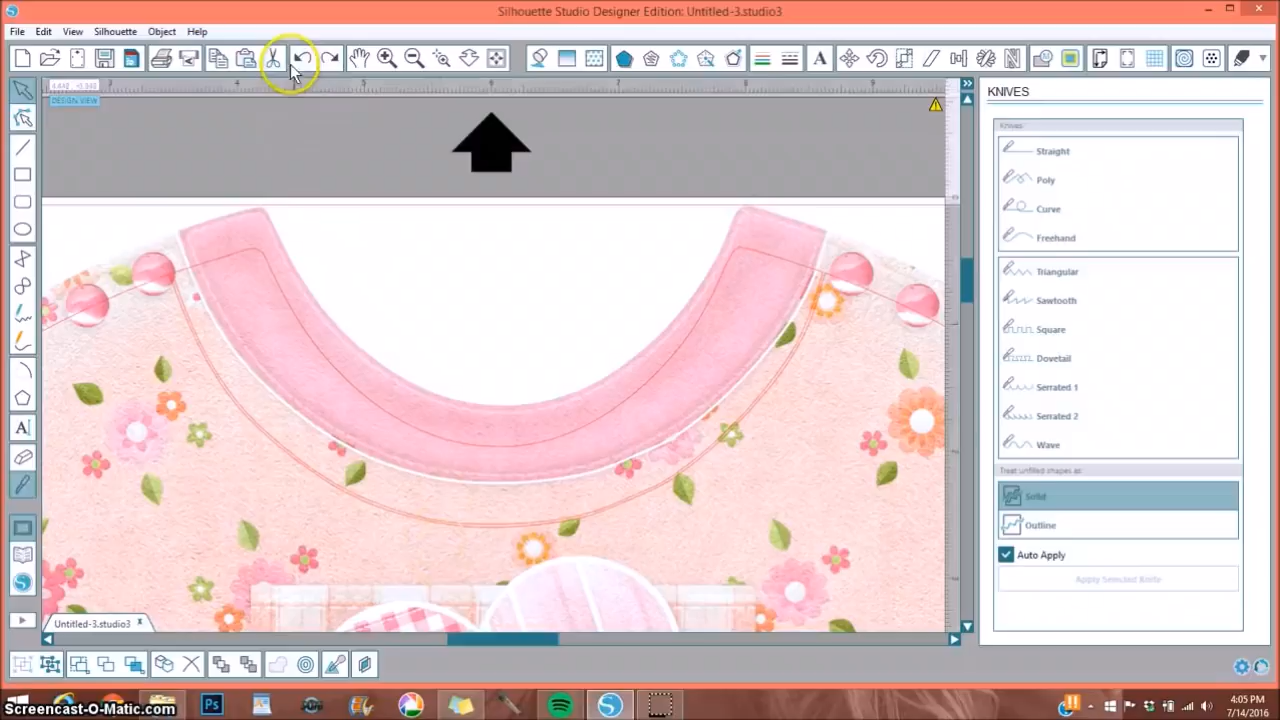 Silhouette Studio Designer Edition: Untitled-3.studio3
File Edit View Silhouette Object Help
DESIGN VIEW
KNIVES
Knives:
Straight
Poly
Curve
Freehand
Triangular
Sawtooth
Square
Dovetail
Serrated 1
Serrated 2
Wave
Treat unfilled shapes as:
Solid
Outline
Auto Apply
Apply Selected Knife
Untitled-3.studio3
Screencast-O-Matic.com
4:05 PM
7/14/2016